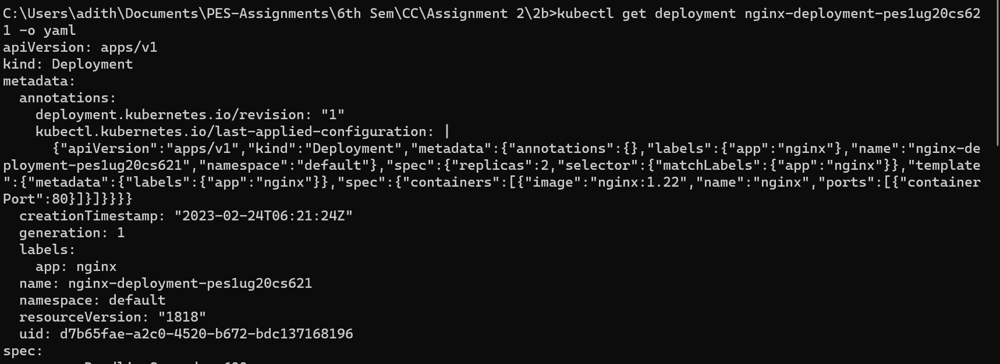 C:\Users\adith\Documents\PES-Assignments\6th Sem\CC\Assignment 2\2b>kubectl get deployment nginx-deployment-pes1ug20cs62
1 -o yaml
apiVersion: apps/v1
kind: Deployment
metadata:
  annotations:
    deployment.kubernetes.io/revision: "1"
    kubectl.kubernetes.io/last-applied-configuration: |
      {"apiVersion":"apps/v1","kind":"Deployment","metadata":{"annotations":{},"labels":{"app":"nginx"},"name":"nginx-de
ployment-pes1ug20cs621","namespace":"default"},"spec":{"replicas":2,"selector":{"matchLabels":{"app":"nginx"}},"template
":{"metadata":{"labels":{"app":"nginx"}},"spec":{"containers":[{"image":"nginx:1.22","name":"nginx","ports":[{"container
Port":80}]}]}}}}
  creationTimestamp: "2023-02-24T06:21:24Z"
  generation: 1
  labels:
    app: nginx
  name: nginx-deployment-pes1ug20cs621
  namespace: default
  resourceVersion: "1818"
  uid: d7b65fae-a2c0-4520-b672-bdc137168196
spec: